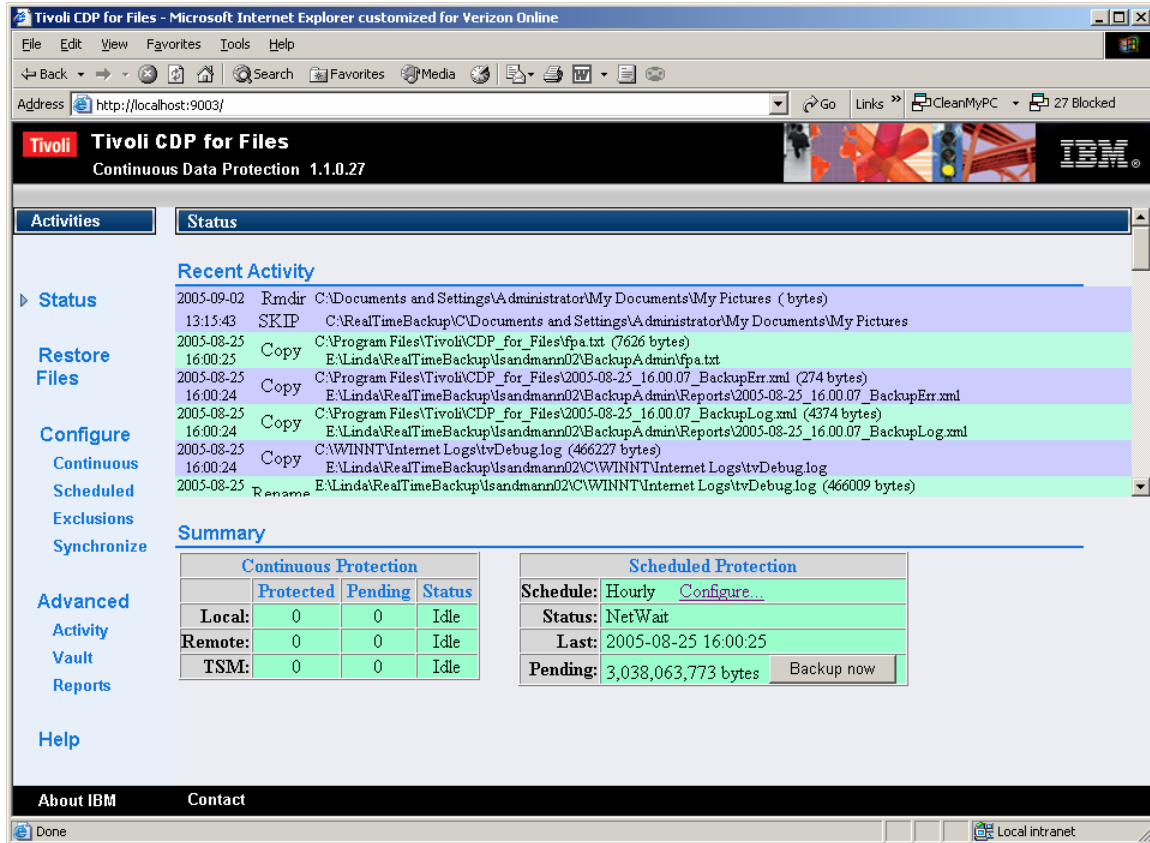 Tivoli CDP for Files - Microsoft Internet Explorer customized for Verizon Online
File Edit View Favorites Tools Help
Back Search Favorites Media
Address http://localhost:9003/ Go Links » CleanMyPC 27 Blocked
Tivoli Tivoli CDP for Files
Continuous Data Protection 1.1.0.27
IBM®
Activities
Status
Restore
Files
Configure
Continuous
Scheduled
Exclusions
Synchronize
Advanced
Activity
Vault
Reports
Help
Status
Recent Activity
2005-09-02 Rmdir C:\Documents and Settings\Administrator\My Documents\My Pictures ( bytes)
13:15:43 SKIP C:\RealTimeBackup\C\Documents and Settings\Administrator\My Documents\My Pictures
2005-08-25 Copy C:\Program Files\Tivoli\CDP_for_Files\fpa.txt (7626 bytes)
16:00:25 E:\Linda\RealTimeBackup\lsandmann02\BackupAdmin\fpa.txt
2005-08-25 Copy C:\Program Files\Tivoli\CDP_for_Files\2005-08-25_16.00.07_BackupErr.xml (274 bytes)
16:00:24 E:\Linda\RealTimeBackup\lsandmann02\BackupAdmin\Reports\2005-08-25_16.00.07_BackupErr.xml
2005-08-25 Copy C:\Program Files\Tivoli\CDP_for_Files\2005-08-25_16.00.07_BackupLog.xml (4374 bytes)
16:00:24 E:\Linda\RealTimeBackup\lsandmann02\BackupAdmin\Reports\2005-08-25_16.00.07_BackupLog.xml
2005-08-25 Copy C:\WINNT\Internet Logs\tvDebug.log (466227 bytes)
16:00:24 E:\Linda\RealTimeBackup\lsandmann02\C\WINNT\Internet Logs\tvDebug.log
2005-08-25 Rename E:\Linda\RealTimeBackup\lsandmann02\C\WINNT\Internet Logs\tvDebug.log (466009 bytes)
Summary
Continuous Protection
Protected Pending Status
Local: 0 0 Idle
Remote: 0 0 Idle
TSM: 0 0 Idle
Scheduled Protection
Schedule: Hourly Configure...
Status: NetWait
Last: 2005-08-25 16:00:25
Pending: 3,038,063,773 bytes Backup now
About IBM Contact
Done Local intranet